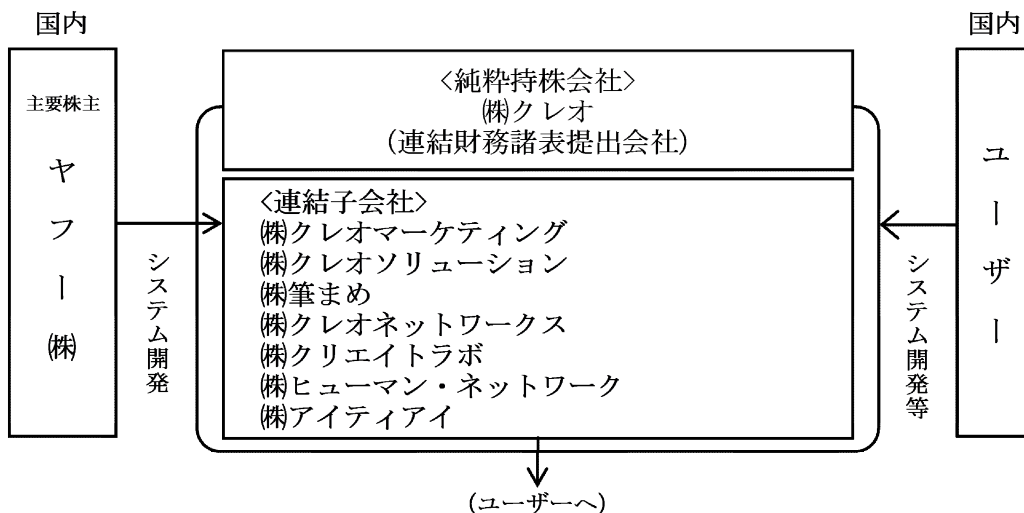 国内
主要株主
ヤフー㈱
システム開発
<純粋持株会社>
㈱クレオ
(連結財務諸表提出会社)
<連結子会社>
㈱クレオマーケティング
㈱クレオソリューション
㈱筆まめ
㈱クレオネットワークス
㈱クリエイトラボ
㈱ヒューマン・ネットワーク
㈱アイティアイ
(ユーザーへ)
国内
ユーザー
システム開発等